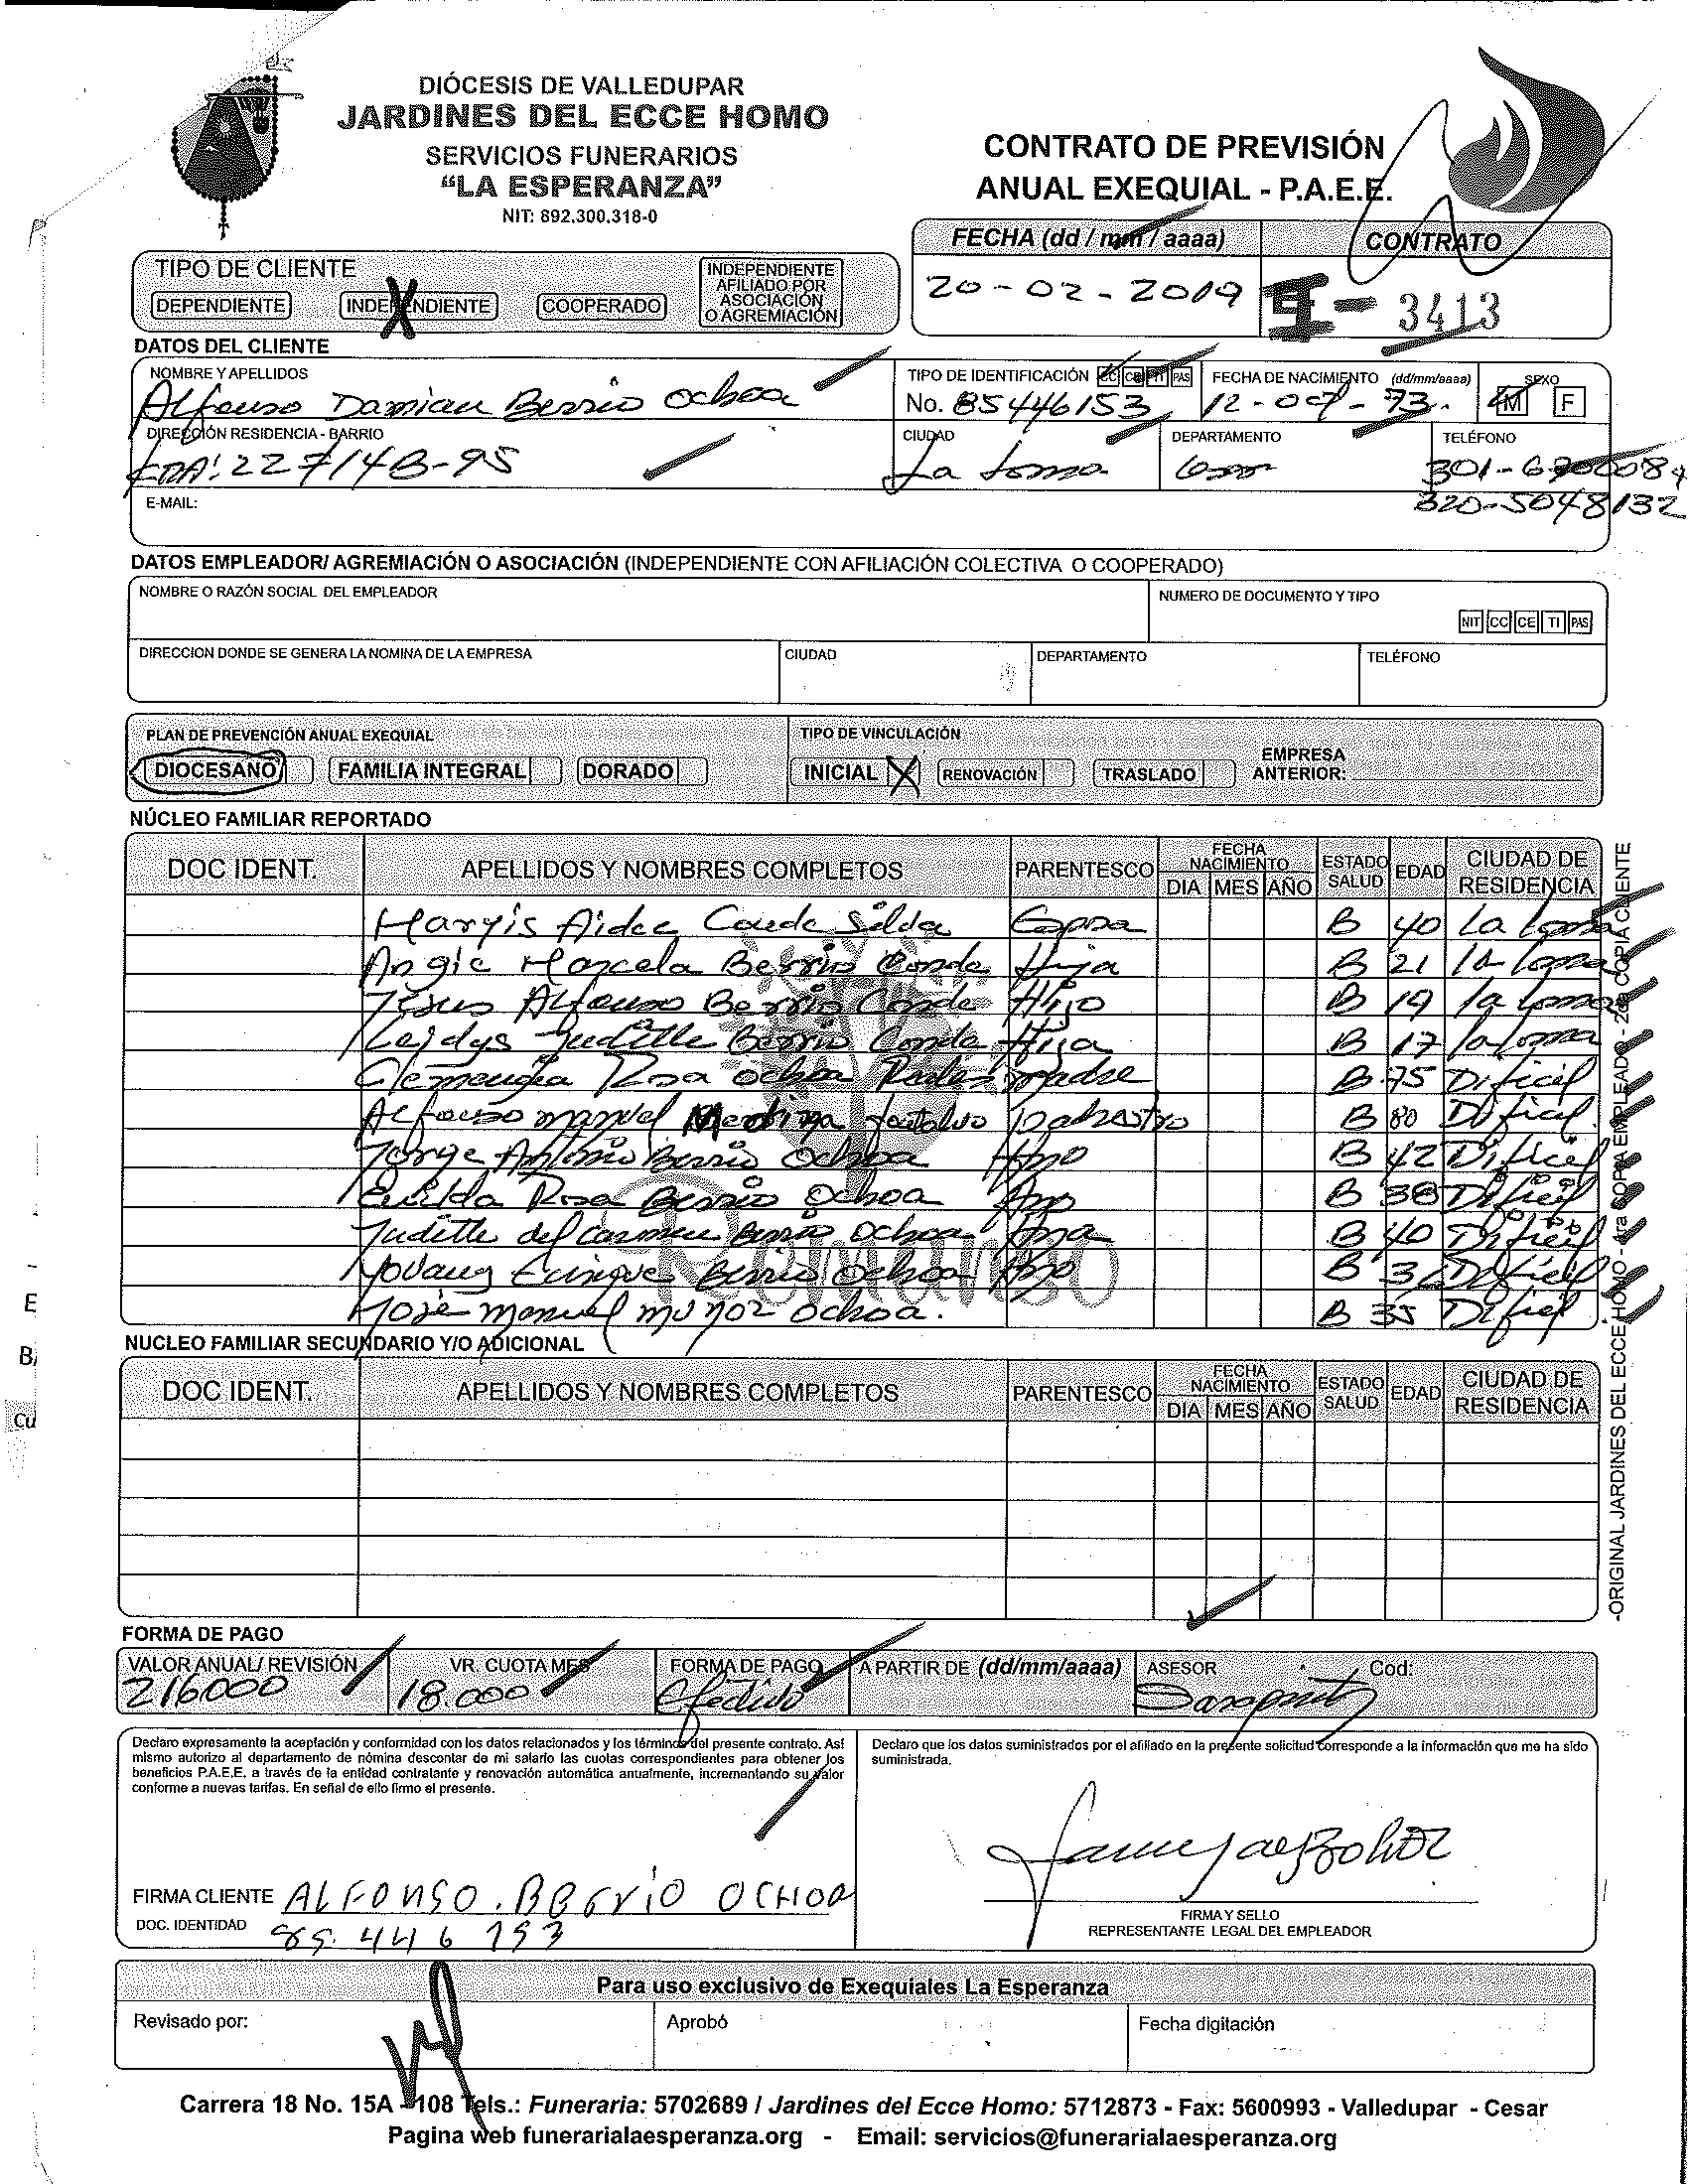 DIÓCESIS DE VALLEDUPAR
JARDINES DEL ECCE HOMO
SERVICIOS FUNERARIOS
"LA ESPERANZA"
NIT: 892.300.318-0
CONTRATO DE PREVISIÓN
ANUAL EXEQUIAL - P.A.E.E.
FECHA (dd / mm / aaaa) CONTRATO
20-02-2019 I - 3413
TIPO DE CLIENTE
DEPENDIENTE INDEPENDIENTE X COOPERADO INDEPENDIENTE AFILIADO POR ASOCIACIÓN O AGREMIACIÓN
DATOS DEL CLIENTE
NOMBRE Y APELLIDOS TIPO DE IDENTIFICACIÓN CC CE TI PAS FECHA DE NACIMIENTO (dd/mm/aaaa) SEXO
Alfonso Damian Berrio Ochoa No. 85446153 12-oct-73. M F
DIRECCIÓN RESIDENCIA - BARRIO CIUDAD DEPARTAMENTO TELÉFONO
22#14B-95 La Loma Cesar 301-
E-MAIL: 320-5048132
DATOS EMPLEADOR/ AGREMIACIÓN O ASOCIACIÓN (INDEPENDIENTE CON AFILIACIÓN COLECTIVA O COOPERADO)
NOMBRE O RAZÓN SOCIAL DEL EMPLEADOR NUMERO DE DOCUMENTO Y TIPO
NIT CC CE TI PAS
DIRECCION DONDE SE GENERA LA NOMINA DE LA EMPRESA CIUDAD DEPARTAMENTO TELÉFONO
PLAN DE PREVENCIÓN ANUAL EXEQUIAL TIPO DE VINCULACIÓN
DIOCESANO FAMILIA INTEGRAL DORADO INICIAL X RENOVACIÓN TRASLADO EMPRESA ANTERIOR:
NÚCLEO FAMILIAR REPORTADO
DOC IDENT. APELLIDOS Y NOMBRES COMPLETOS PARENTESCO FECHA NACIMIENTO DIA MES AÑO ESTADO SALUD EDAD CIUDAD DE RESIDENCIA
Maryis Aidee Conde Esposa B 40 La Loma
Angie Marcela Berrio Conde Hija B 21 la loma
Jesus Alfonso Berrio Conde Hijo B 19 la loma
Leidys Judithe Berrio Conde Hija B 17 la loma
Rosa Ochoa madre B 75 Dificil
Alfonso manuel Medina padrastro B 80 Dificil
Jorge Antonio Berrio Ochoa Hno B 42 Dificil
Rosa Berrio Ochoa B 38 Dificil
Judithe del Carmen Berrio Ochoa Hna B 40 Dificil
Berrio Ochoa Hno B Dificil
Jose manuel munoz ochoa. B 35 Dificil
Remanso
NUCLEO FAMILIAR SECUNDARIO Y/O ADICIONAL
DOC IDENT. APELLIDOS Y NOMBRES COMPLETOS PARENTESCO FECHA NACIMIENTO DIA MES AÑO ESTADO SALUD EDAD CIUDAD DE RESIDENCIA
-ORIGINAL JARDINES DEL ECCE HOMO - 1ra COPIA EMPLEADO - 2da COPIA CLIENTE
FORMA DE PAGO
VALOR ANUAL/ REVISIÓN VR. CUOTA MES FORMA DE PAGO A PARTIR DE (dd/mm/aaaa) ASESOR Cod:
216000 18.000 Efectivo
Declaro expresamente la aceptación y conformidad con los datos relacionados y los términos del presente contrato. Así
mismo autorizo al departamento de nómina descontar de mi salario las cuotas correspondientes para obtener los
beneficios P.A.E.E. a través de la entidad contratante y renovación automática anualmente, incrementando su valor
conforme a nuevas tarifas. En señal de ello firmo el presente.
Declaro que los datos suministrados por el afiliado en la presente solicitud corresponde a la información que me ha sido
suministrada.
FIRMA CLIENTE ALFONSO. BERRIO OCHOA
DOC. IDENTIDAD 85.446 153
FIRMA Y SELLO
REPRESENTANTE LEGAL DEL EMPLEADOR
Para uso exclusivo de Exequiales La Esperanza
Revisado por: Aprobó Fecha digitación
Carrera 18 No. 15A - 108 Tels.: Funeraria: 5702689 / Jardines del Ecce Homo: 5712873 - Fax: 5600993 - Valledupar - Cesar
Pagina web funerarialaesperanza.org - Email: servicios@funerarialaesperanza.org